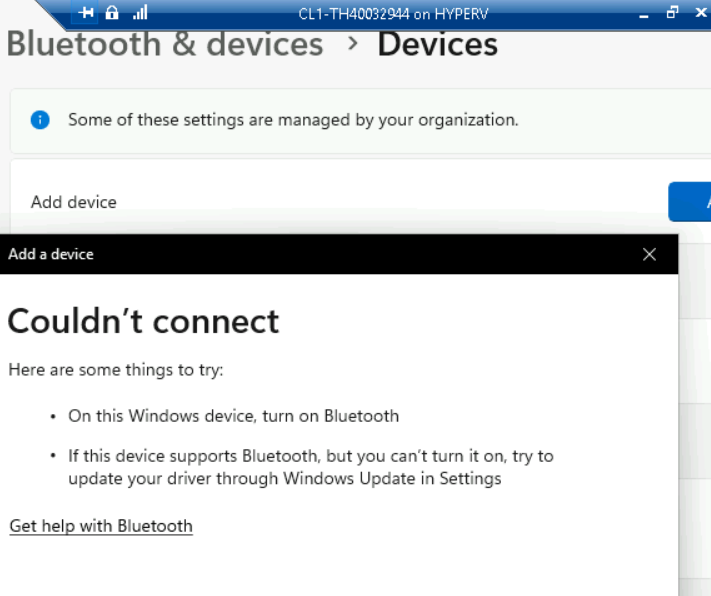 CL1-TH40032944 on HYPERV
Bluetooth & devices > Devices
Some of these settings are managed by your organization.
Add device
Add a device
Couldn’t connect
Here are some things to try:
• On this Windows device, turn on Bluetooth
• If this device supports Bluetooth, but you can’t turn it on, try to
update your driver through Windows Update in Settings
Get help with Bluetooth